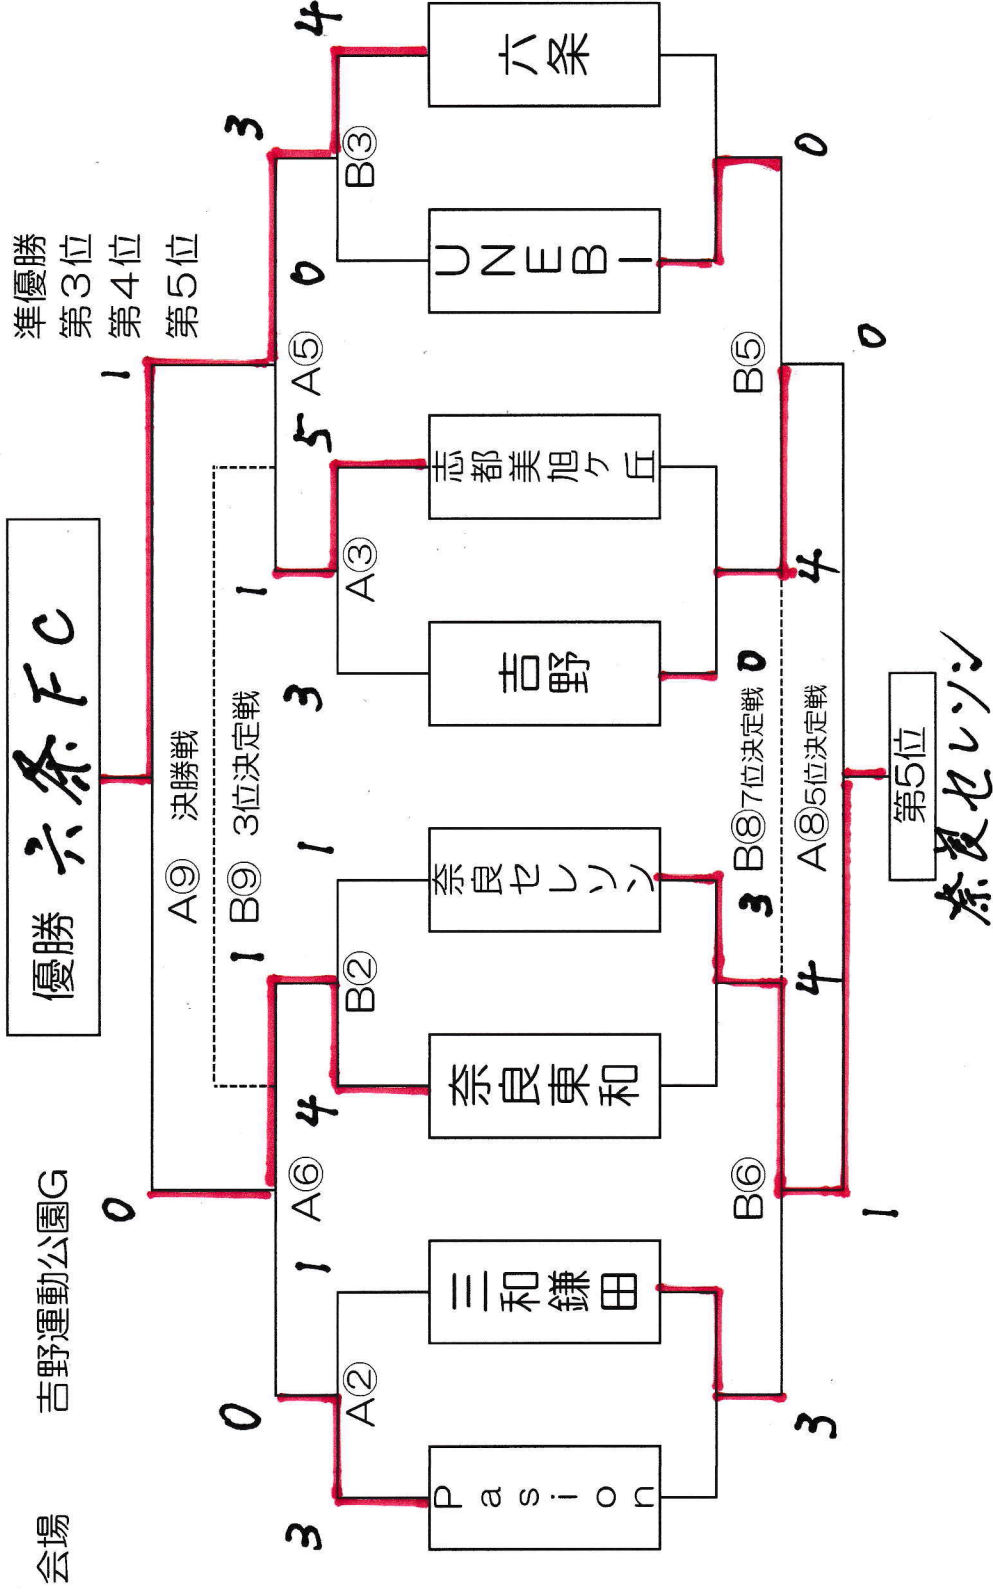 会場　吉野運動公園G
優勝　六条FC
準優勝
第3位
第4位
第5位
0
1
A⑨　決勝戦
B⑨　3位決定戦
0
1
1
3
A⑥
A⑤
3
1
4
1
3
5
0
4
A②
B②
A③
B③
Pasion
三和鎌田
奈良東和
奈良セレソン
吉野
志都美旭ケ丘
UNEBI
六条
3
0
B⑥
B⑧7位決定戦
B⑤
3
4
4
0
A⑧5位決定戦
1
0
第5位
奈良セレソン